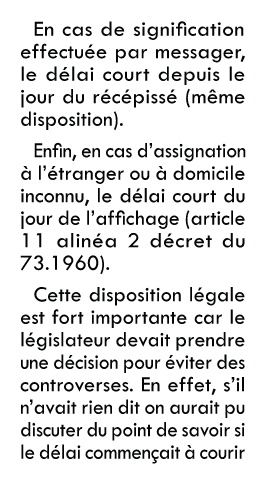 En cas de signification
effectuée par messager,
le délai court depuis le
jour du récépissé (même
disposition).
Enfin, en cas d'assignation
à l'étranger ou à domicile
inconnu, le délai court du
jour de l'affichage (article
11 alinéa 2 décret du
73.1960).
Cette disposition légale
est fort importante car le
législateur devait prendre
une décision pour éviter des
controverses. En effet, s'il
n'avait rien dit on aurait pu
discuter du point de savoir si
le délai commençait à courir